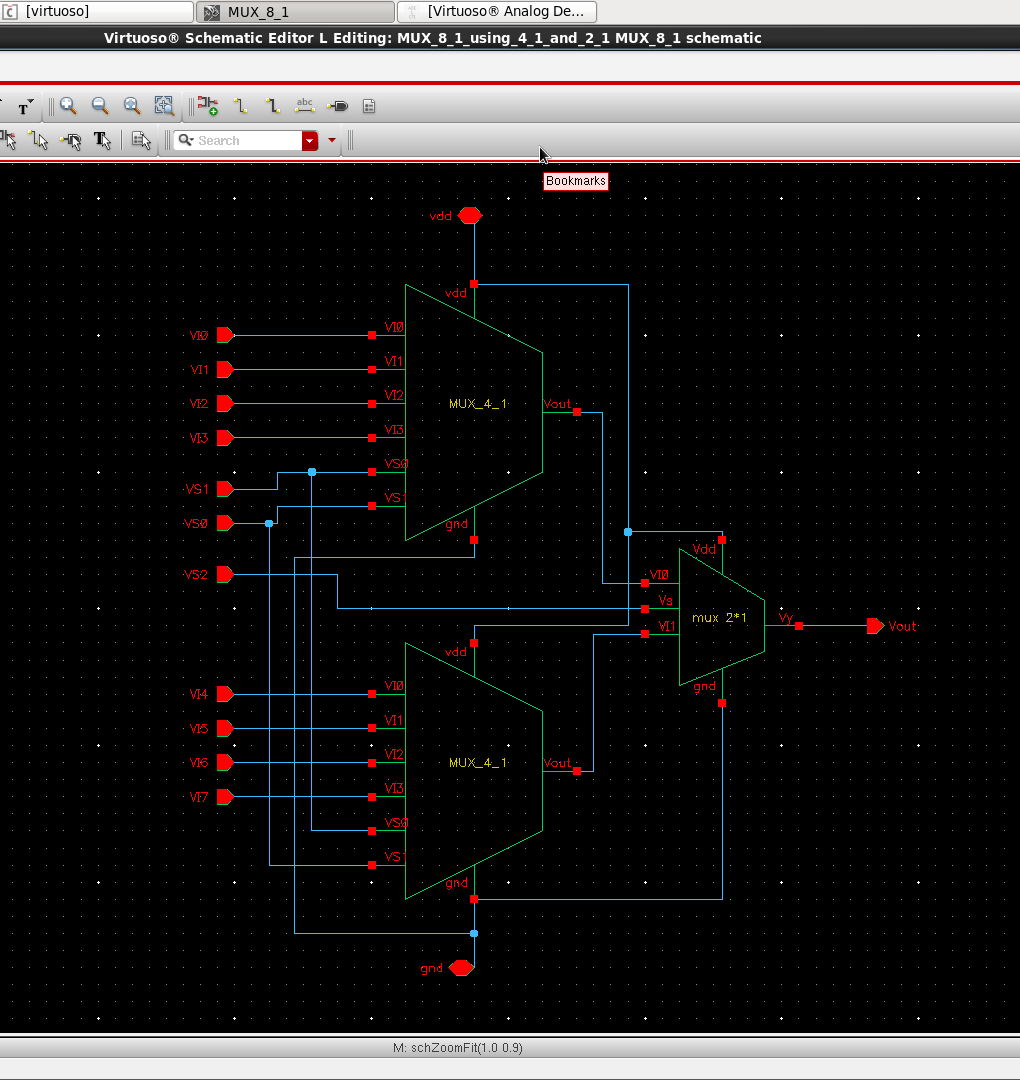 [virtuoso]
MUX_8_1
[Virtuoso® Analog De...
Virtuoso® Schematic Editor L Editing: MUX_8_1_using_4_1_and_2_1 MUX_8_1 schematic
T
abc
T
Search
Bookmarks
vdd
vdd
VI0
VI0
VI1
VI1
VI2
VI2
MUX_4_1
Vout
VI3
VI3
VS0
VS1
VS
VS0
gnd
Vdd
VS2
VI0
Vs
mux 2*1
Vy
Vout
VI1
vdd
gnd
VI4
VI0
VI5
VI1
VI6
VI2
MUX_4_1
Vout
VI7
VI3
VS0
VS
gnd
gnd
M: schZoomFit(1.0 0.9)